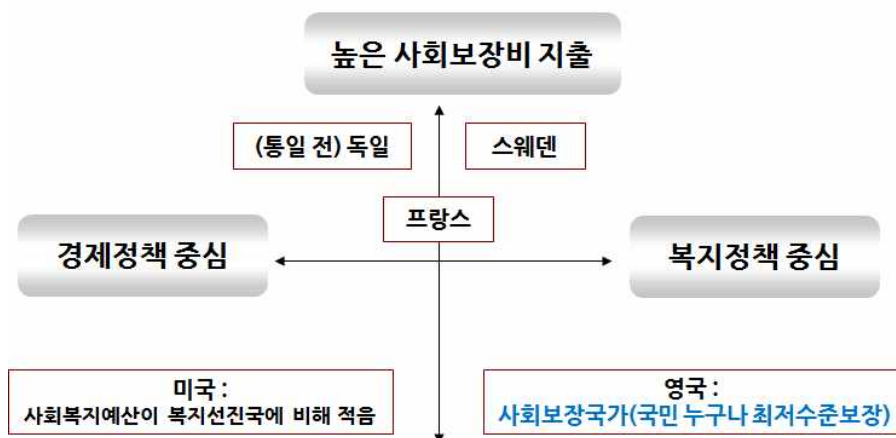 높은 사회보장비 지출
(통일 전) 독일
스웨덴
프랑스
경제정책 중심
복지정책 중심
미국 :
사회복지예산이 복지선진국에 비해 적음
영국 :
사회보장국가(국민 누구나 최저수준보장)